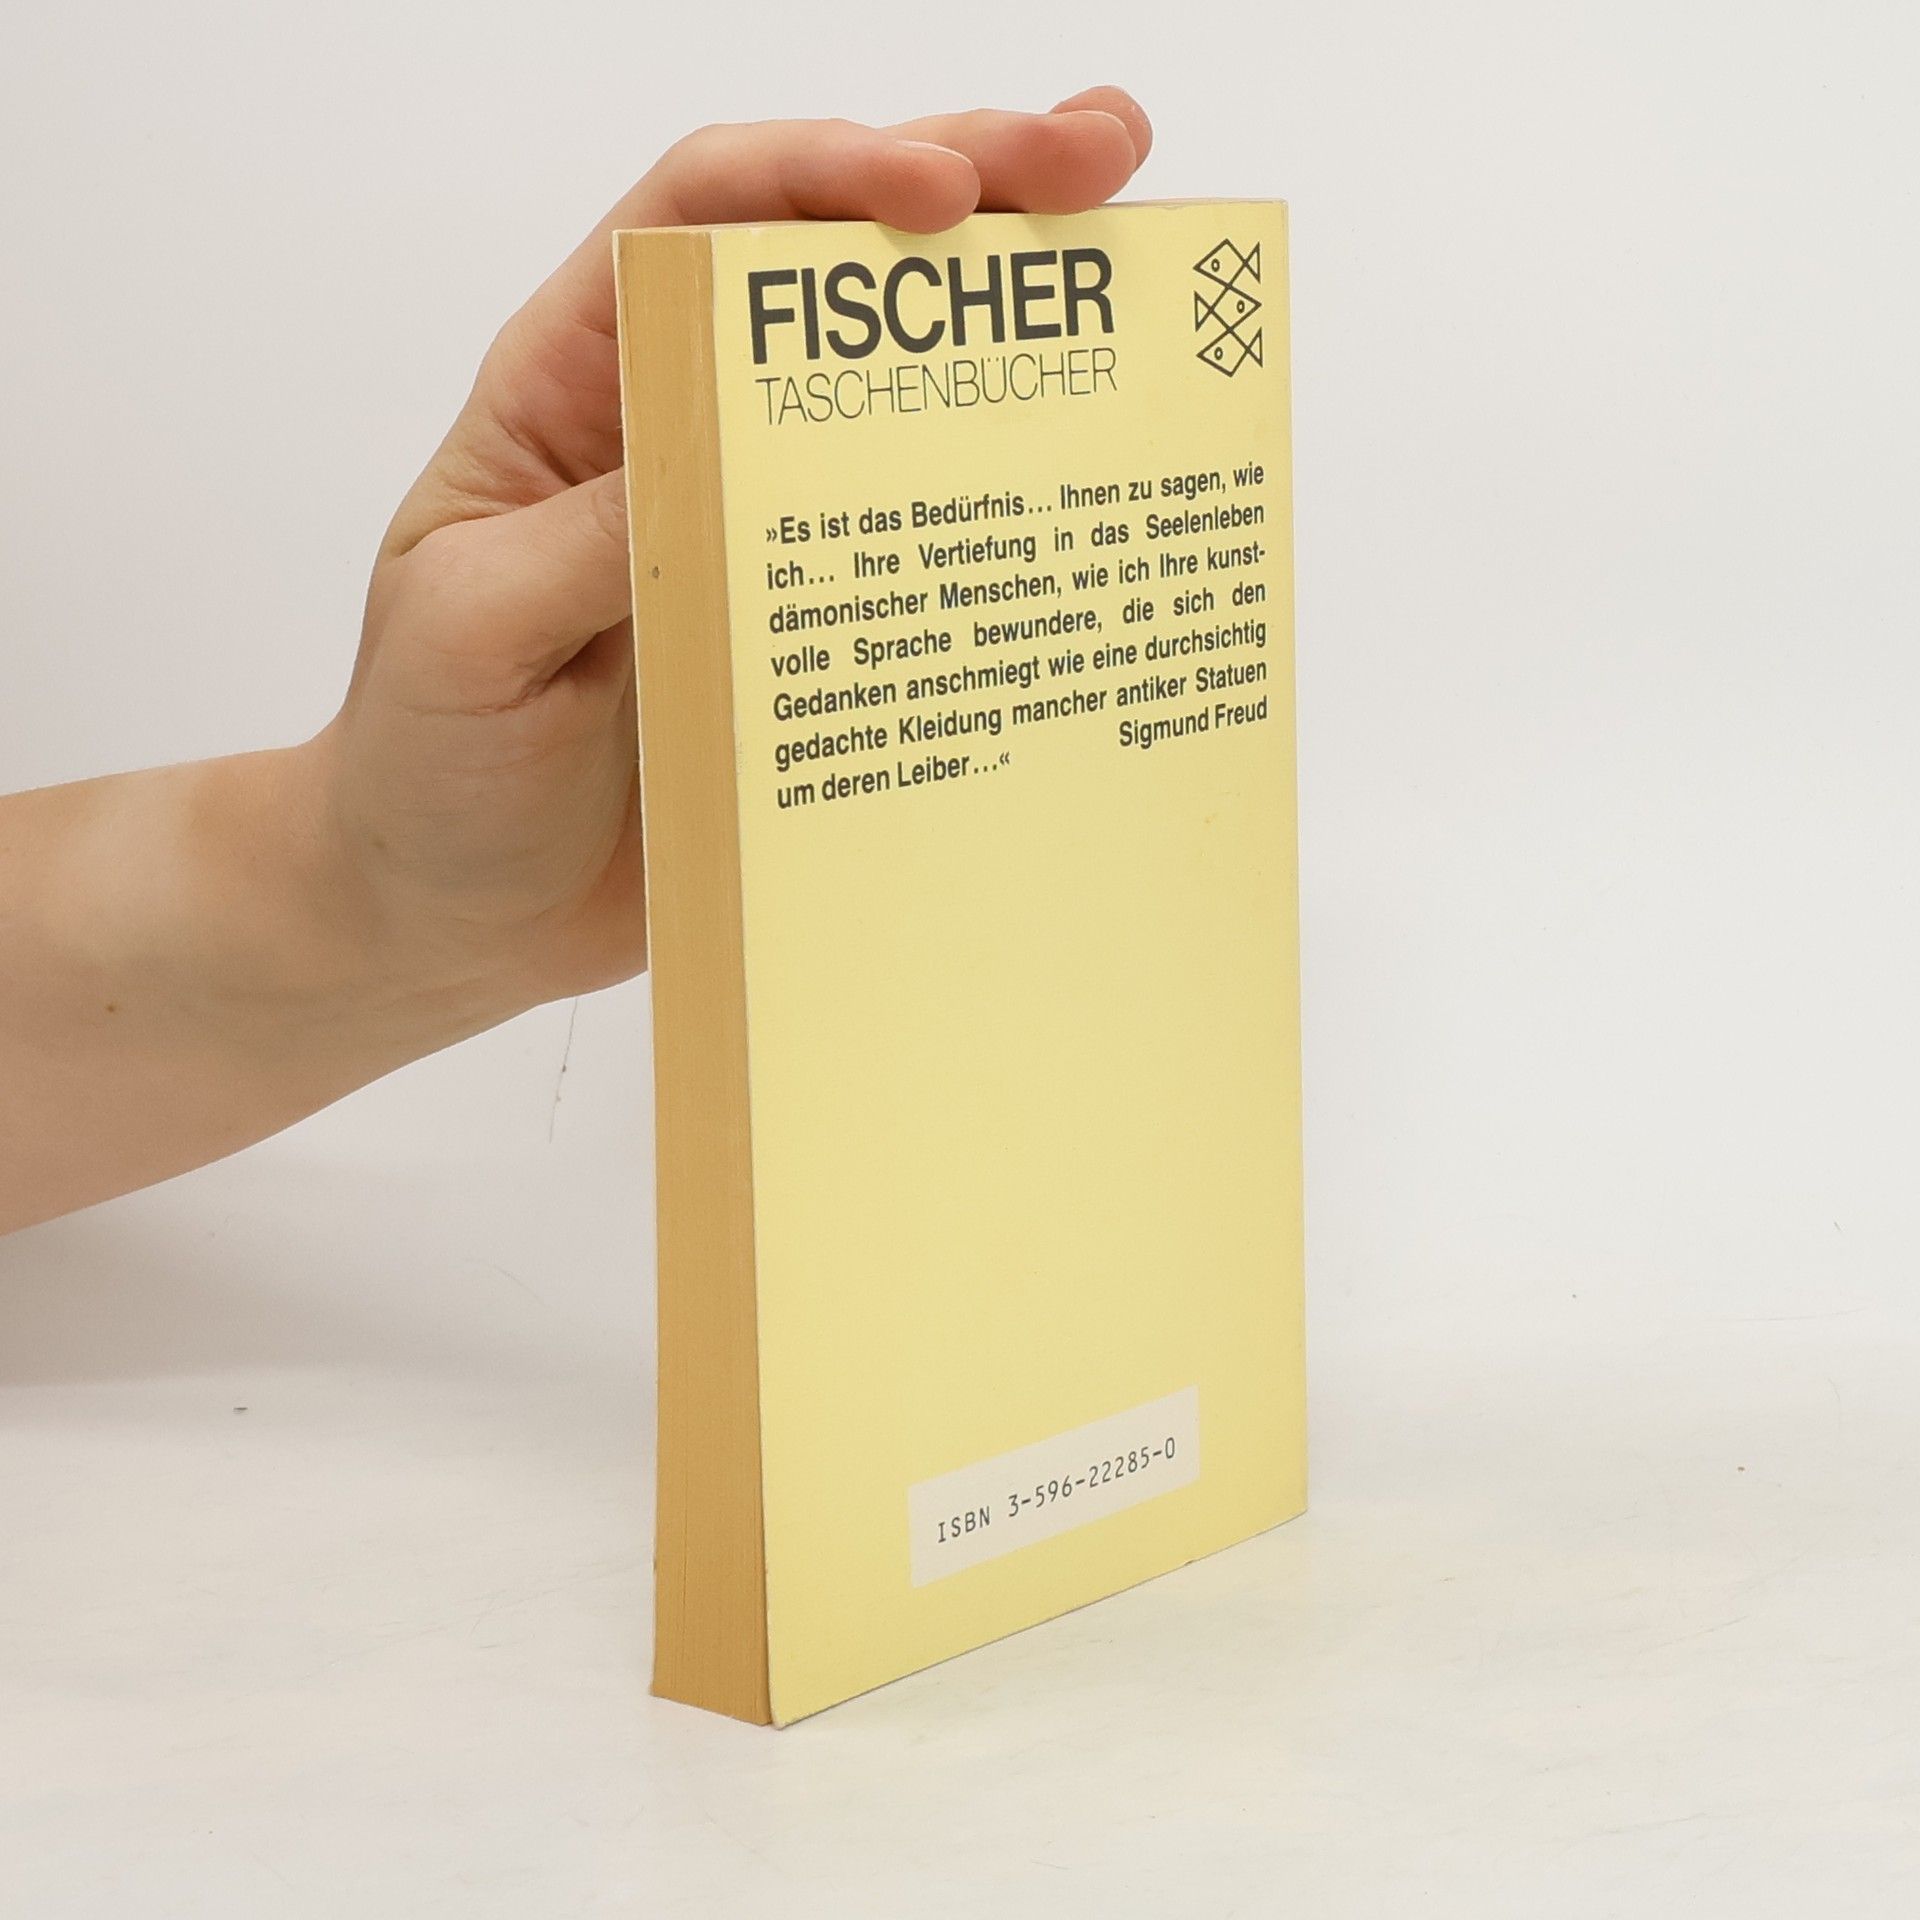 FISCHER
TASCHENBÜCHER
»Es ist das Bedürfnis... Ihnen zu sagen, wie
ich... Ihre Vertiefung in das Seelenleben
dämonischer Menschen, wie ich Ihre kunst-
volle Sprache bewundere, die sich den
Gedanken anschmiegt wie eine durchsichtig
gedachte Kleidung mancher antiker Statuen
um deren Leiber...« Sigmund Freud
ISBN 3-596-22285-0